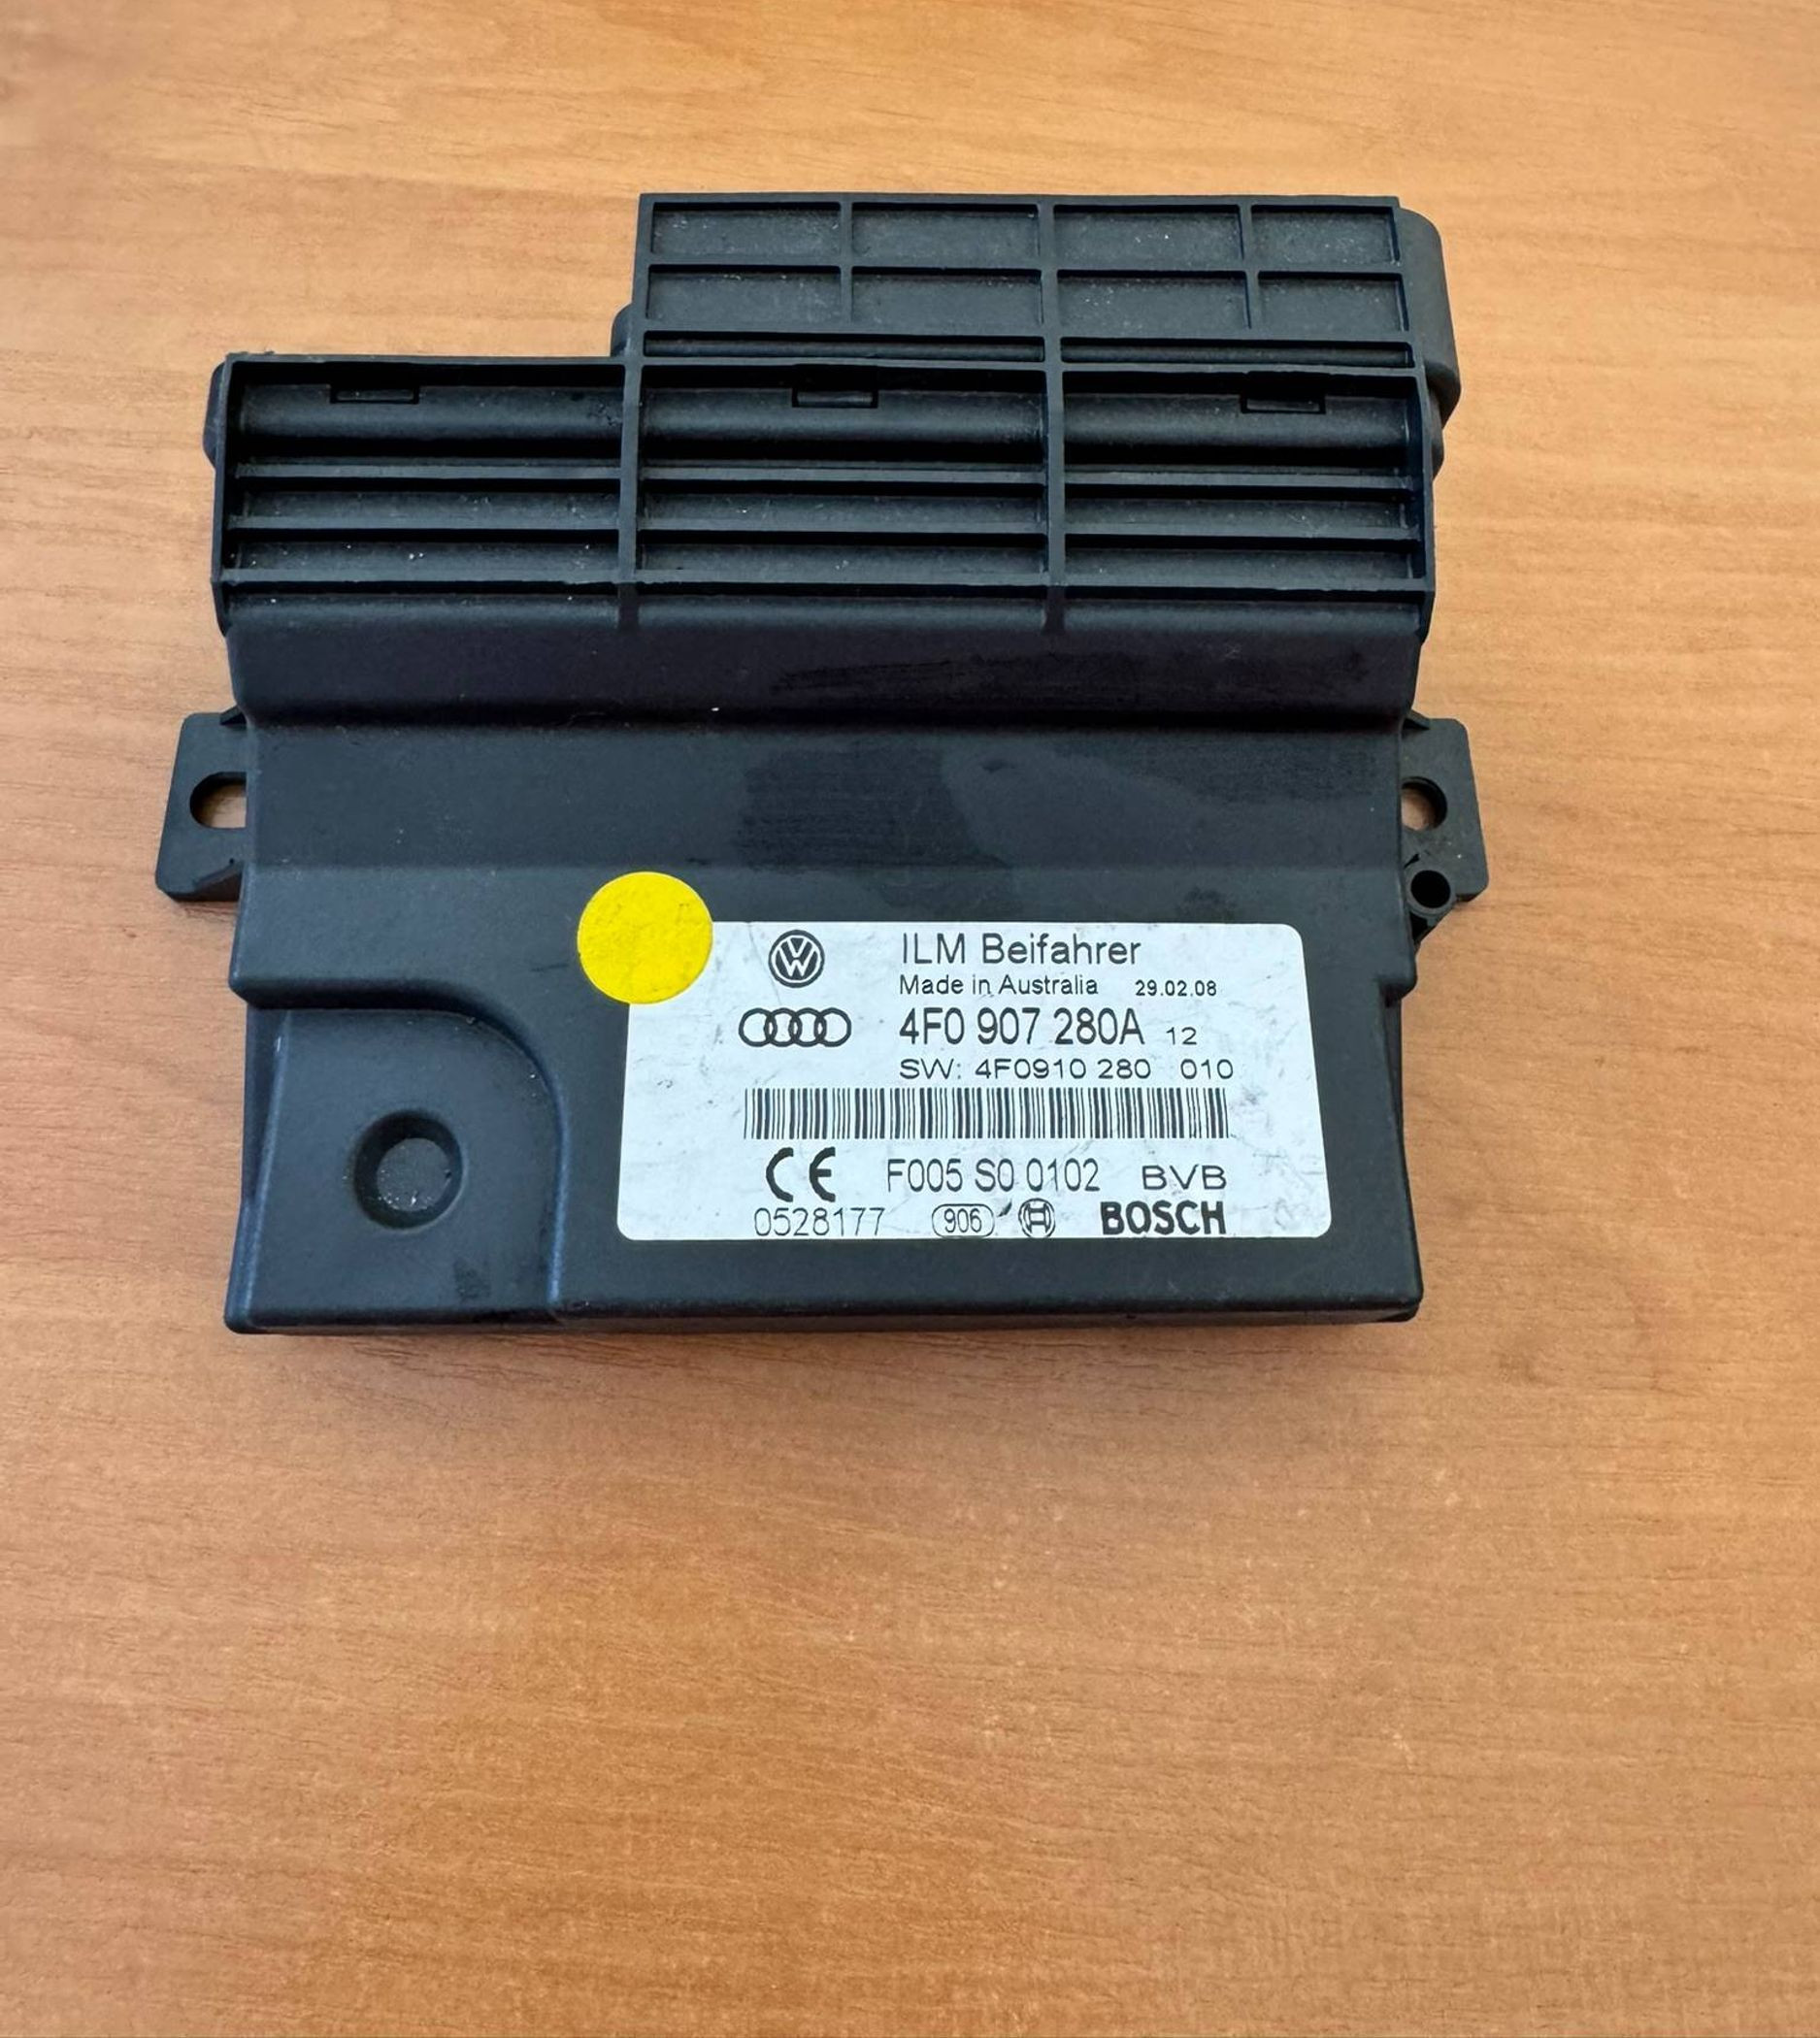 ILM Beifahrer
Made in Australia 29.02.08
4F0 907 280A 12
SW: 4F0910 280 010
CE F005 S0 0102 BVB
0528177 906 BOSCH